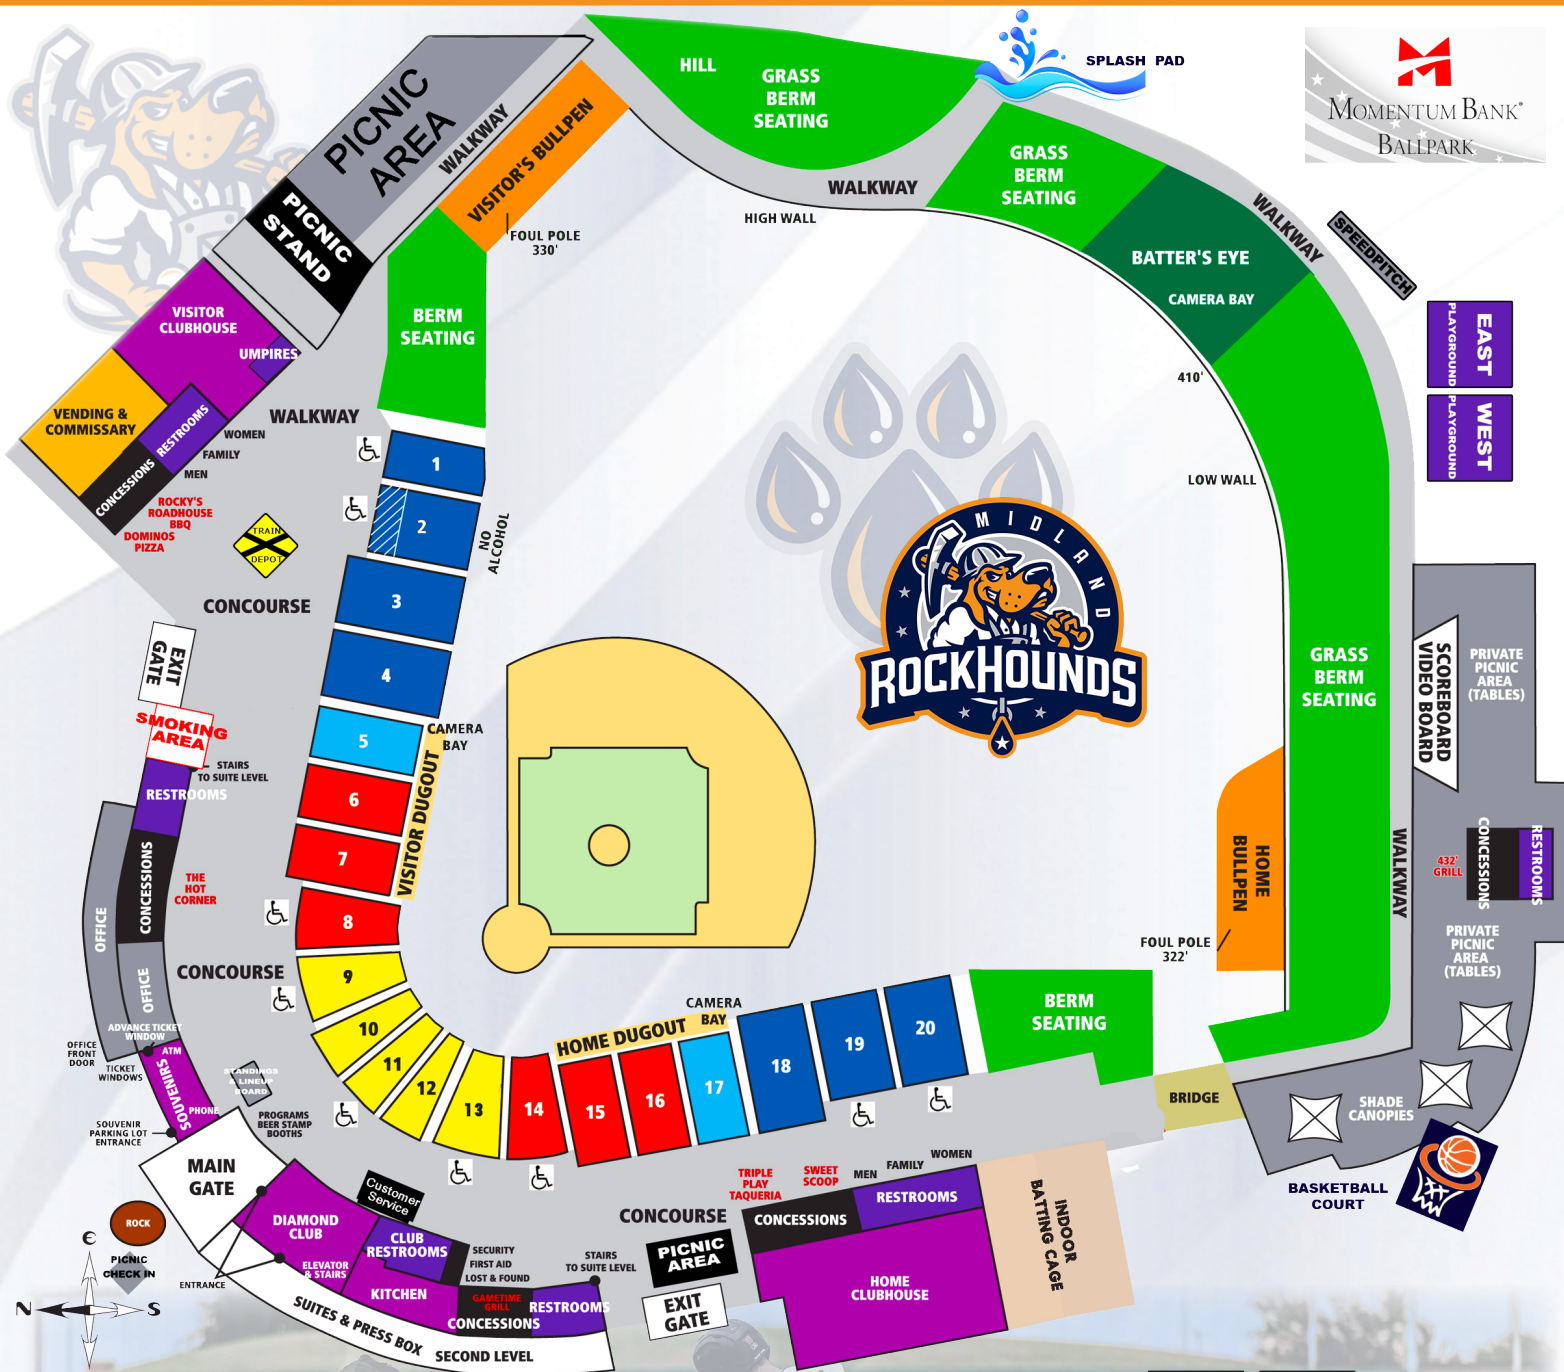 SPLASH PAD
MOMENTUM BANK®
BALLPARK
HILL
GRASS
BERM
SEATING
PICNIC
AREA
WALKWAY
VISITOR'S BULLPEN
PICNIC
STAND
FOUL POLE
330'
WALKWAY
HIGH WALL
GRASS
BERM
SEATING
WALKWAY
BATTER'S EYE
CAMERA BAY
SPEEDPITCH
EAST
PLAYGROUND
WEST
PLAYGROUND
410'
LOW WALL
BERM
SEATING
VISITOR
CLUBHOUSE
UMPIRES
VENDING &
COMMISSARY
RESTROOMS
CONCESSIONS
WALKWAY
WOMEN
FAMILY
MEN
ROCKY'S
ROADHOUSE
BBQ
DOMINOS
PIZZA
TRAIN
DEPOT
CONCOURSE
1
2
NO
ALCOHOL
3
4
5
CAMERA
BAY
6
7
VISITOR DUGOUT
8
9
10
11
12
13
14
15
16
17
18
19
20
HOME DUGOUT
CAMERA
BAY
MIDLAND
ROCKHOUNDS
EXIT
GATE
SMOKING
AREA
STAIRS
TO SUITE LEVEL
RESTROOMS
CONCESSIONS
THE
HOT
CORNER
OFFICE
OFFICE
CONCOURSE
ADVANCE TICKET
WINDOW
OFFICE
FRONT
DOOR
TICKET
WINDOWS
ATM
SOUVENIRS
PHONE
STANDINGS
& LINEUP
BOARD
PROGRAMS
BEER STAMP
BOOTHS
SOUVENIR
PARKING LOT
ENTRANCE
MAIN
GATE
ROCK
PICNIC
CHECK IN
E
N
S
ENTRANCE
DIAMOND
CLUB
ELEVATOR
& STAIRS
Customer
Service
CLUB
RESTROOMS
KITCHEN
SECURITY
FIRST AID
LOST & FOUND
GAMETIME
GRILL
CONCESSIONS
RESTROOMS
SUITES & PRESS BOX
SECOND LEVEL
STAIRS
TO SUITE LEVEL
CONCOURSE
PICNIC
AREA
EXIT
GATE
TRIPLE
PLAY
TAQUERIA
SWEET
SCOOP
MEN
FAMILY
WOMEN
CONCESSIONS
RESTROOMS
HOME
CLUBHOUSE
INDOOR
BATTING CAGE
BERM
SEATING
BRIDGE
FOUL POLE
322'
HOME
BULLPEN
GRASS
BERM
SEATING
WALKWAY
SCOREBOARD
VIDEO BOARD
PRIVATE
PICNIC
AREA
(TABLES)
432'
GRILL
CONCESSIONS
RESTROOMS
PRIVATE
PICNIC
AREA
(TABLES)
SHADE
CANOPIES
BASKETBALL
COURT